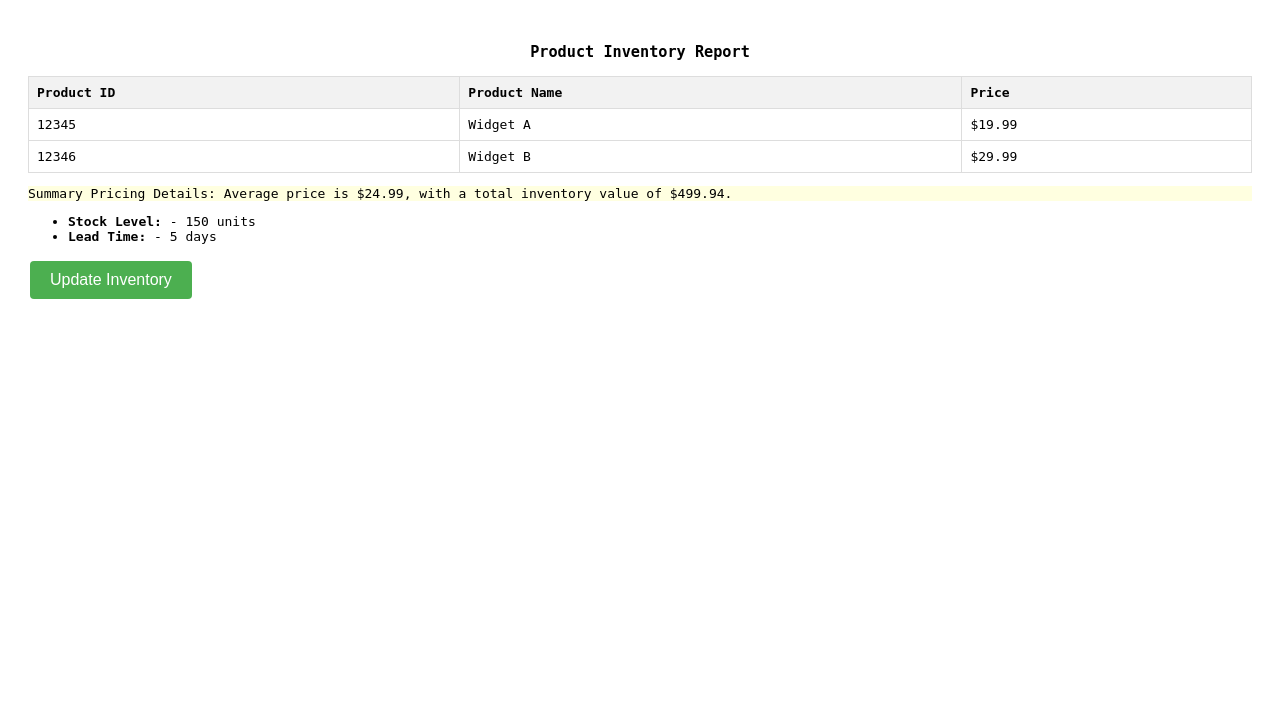 Product Inventory Report
Product ID Product Name Price
12345 Widget A $19.99
12346 Widget B $29.99
Summary Pricing Details: Average price is $24.99, with a total inventory value of $499.94.
• Stock Level: - 150 units
• Lead Time: - 5 days
Update Inventory